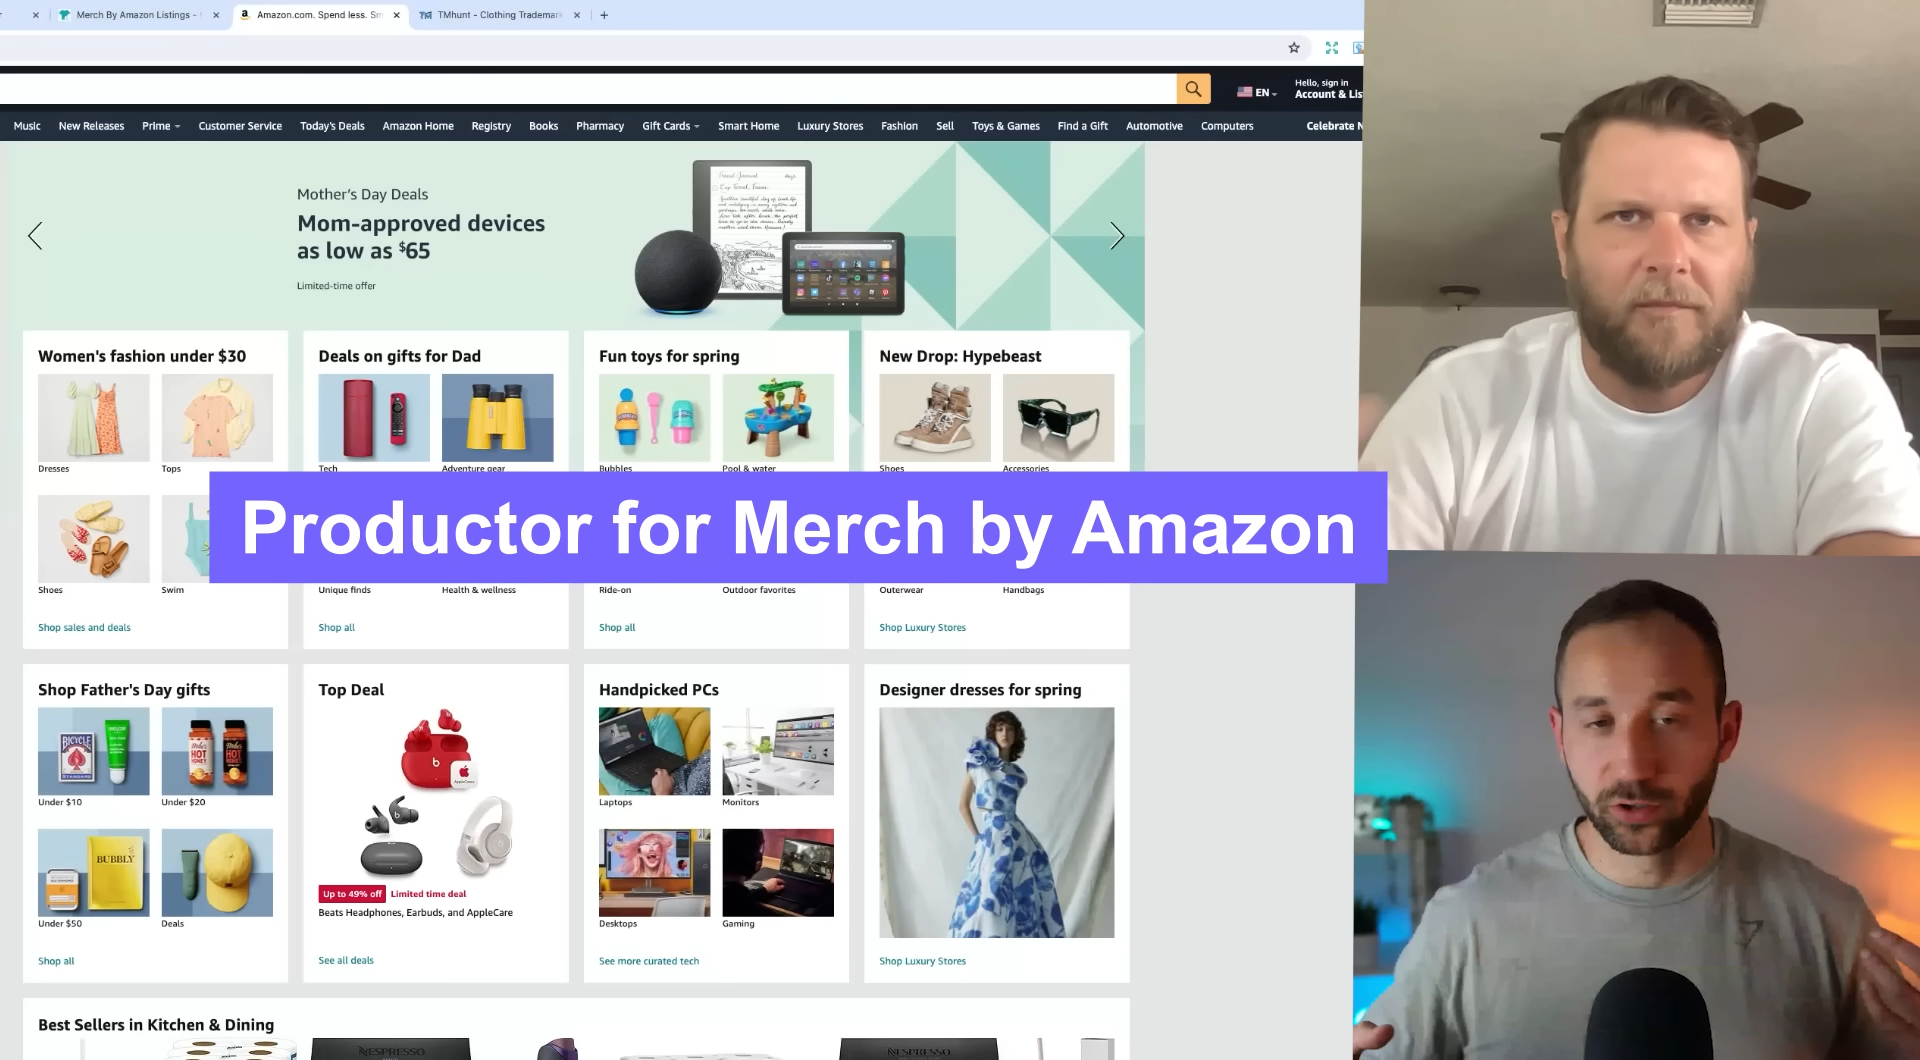 Merch By Amazon Listings -
Amazon.com. Spend less. Sm
TMhunt - Clothing Trademark
EN
Hello, sign in
Account & Lis
Music New Releases Prime Customer Service Today's Deals Amazon Home Registry Books Pharmacy Gift Cards Smart Home Luxury Stores Fashion Sell Toys & Games Find a Gift Automotive Computers Celebrate
Mother's Day Deals
Mom-approved devices
as low as $65
Limited-time offer
Women's fashion under $30
Dresses Tops
Shoes Swim
Shop sales and deals
Deals on gifts for Dad
Tech Adventure gear
Unique finds Health & wellness
Shop all
Fun toys for spring
Bubbles Pool & water
Ride-on Outdoor favorites
Shop all
New Drop: Hypebeast
Shoes Accessories
Outerwear Handbags
Shop Luxury Stores
Productor for Merch by Amazon
Shop Father's Day gifts
BICYCLE
HOT
HOT
Under $10 Under $20
BUBBLY
Under $50 Deals
Shop all
Top Deal
AppleCare
Up to 49% off Limited time deal
Beats Headphones, Earbuds, and AppleCare
See all deals
Handpicked PCs
Laptops Monitors
Desktops Gaming
See more curated tech
Designer dresses for spring
Shop Luxury Stores
Best Sellers in Kitchen & Dining
NESPRESSO
NESPRESSO